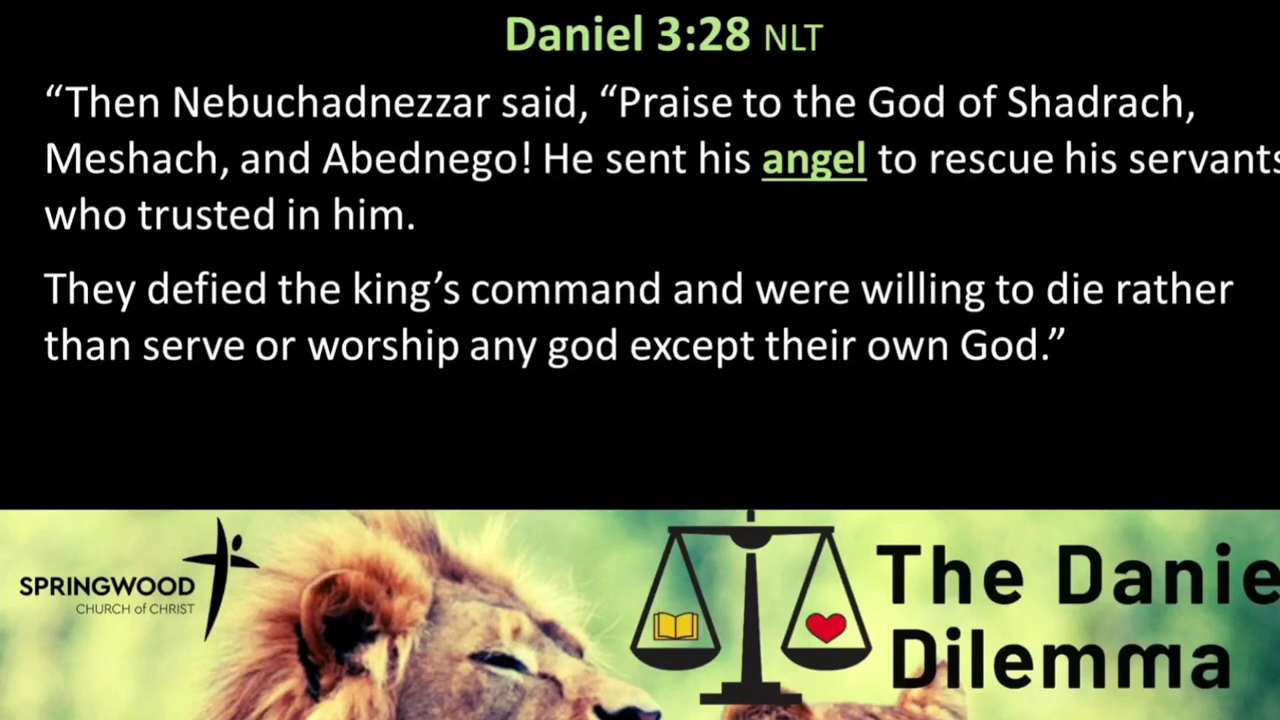 Daniel 3:28 NLT
“Then Nebuchadnezzar said, “Praise to the God of Shadrach,
Meshach, and Abednego! He sent his angel to rescue his servants
who trusted in him.
They defied the king’s command and were willing to die rather
than serve or worship any god except their own God.”
SPRINGWOOD
CHURCH of CHRIST
The Danie
Dilemma